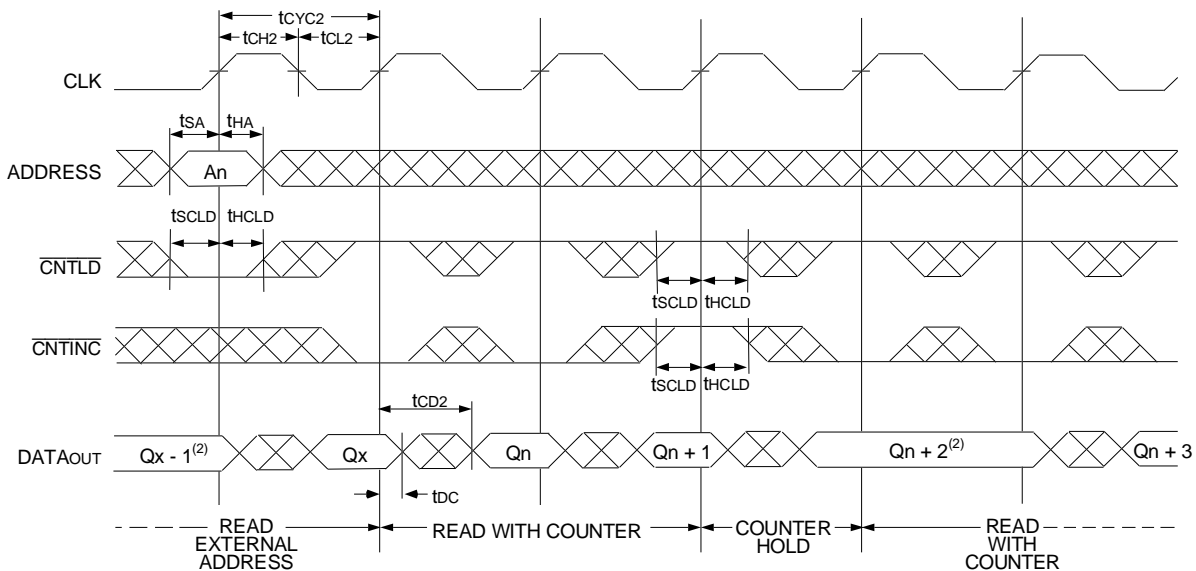 tCYC2
tCH2 tCL2
CLK
tSA tHA
ADDRESS An
tSCLD tHCLD
CNTLD
tSCLD tHCLD
CNTINC
tSCLD tHCLD
tCD2
DATAOUT Qx - 1(2) Qx Qn Qn + 1 Qn + 2(2) Qn + 3
tDC
READ EXTERNAL ADDRESS
READ WITH COUNTER
COUNTER HOLD
READ WITH COUNTER